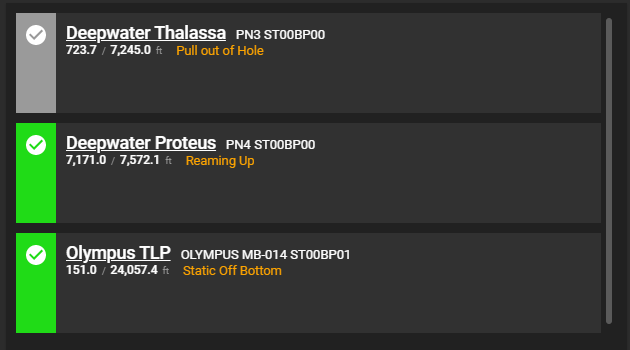 Deepwater Thalassa PN3 ST00BP00
723.7 / 7,245.0 ft Pull out of Hole
Deepwater Proteus PN4 ST00BP00
7,171.0 / 7,572.1 ft Reaming Up
Olympus TLP OLYMPUS MB-014 ST00BP01
151.0 / 24,057.4 ft Static Off Bottom